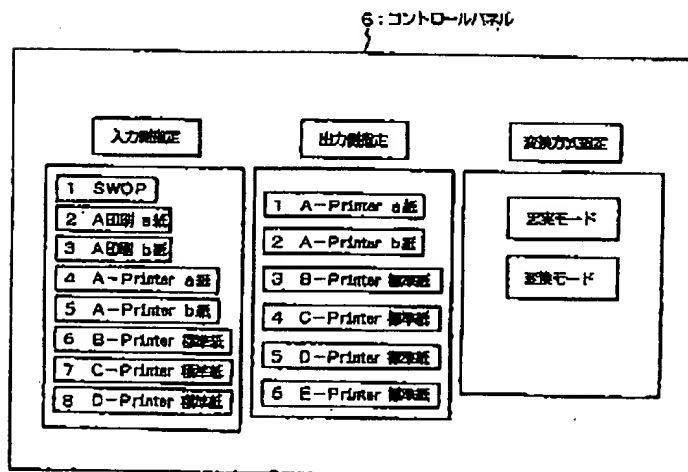 6:コントロールパネル
入力側指定
1 SWOP
2 A印刷 a紙
3 A印刷 b紙
4 A-Printer a紙
5 A-Printer b紙
6 B-Printer 標準紙
7 C-Printer 標準紙
8 D-Printer 標準紙
出力側指定
1 A-Printer a紙
2 A-Printer b紙
3 B-Printer 標準紙
4 C-Printer 標準紙
5 D-Printer 標準紙
6 E-Printer 標準紙
変換方式指定
忠実モード
変換モード